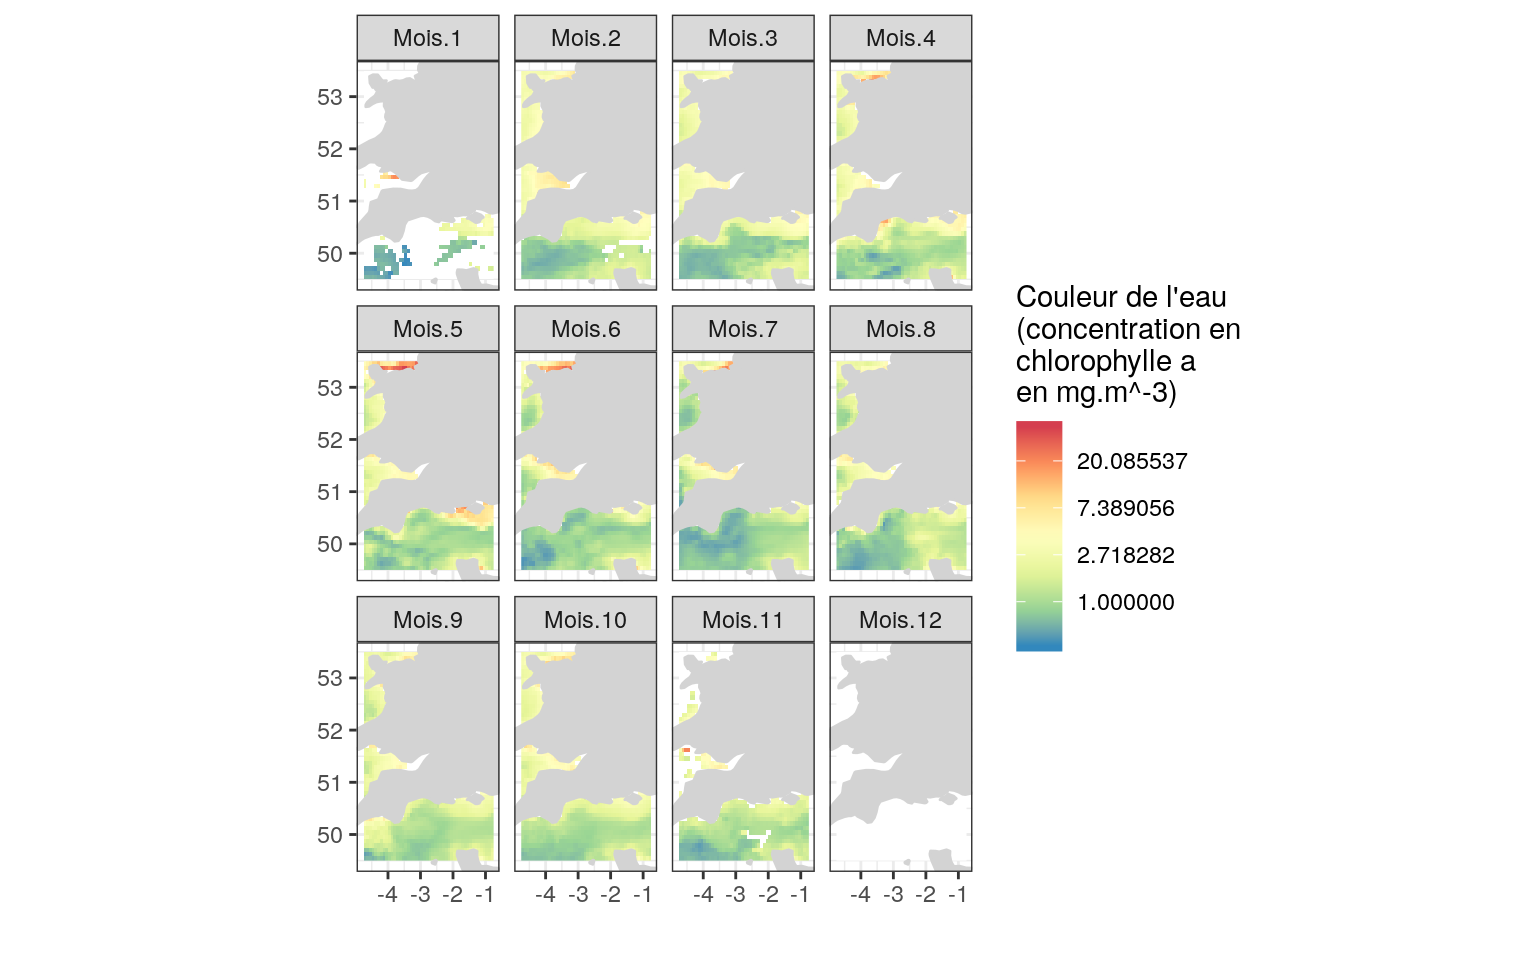 Mois.1 Mois.2 Mois.3 Mois.4
53
52
51
50
Mois.5 Mois.6 Mois.7 Mois.8
53
52
51
50
Mois.9 Mois.10 Mois.11 Mois.12
53
52
51
50
-4 -3 -2 -1 -4 -3 -2 -1 -4 -3 -2 -1 -4 -3 -2 -1
Couleur de l'eau
(concentration en
chlorophylle a
en mg.m^-3)
20.085537
7.389056
2.718282
1.000000